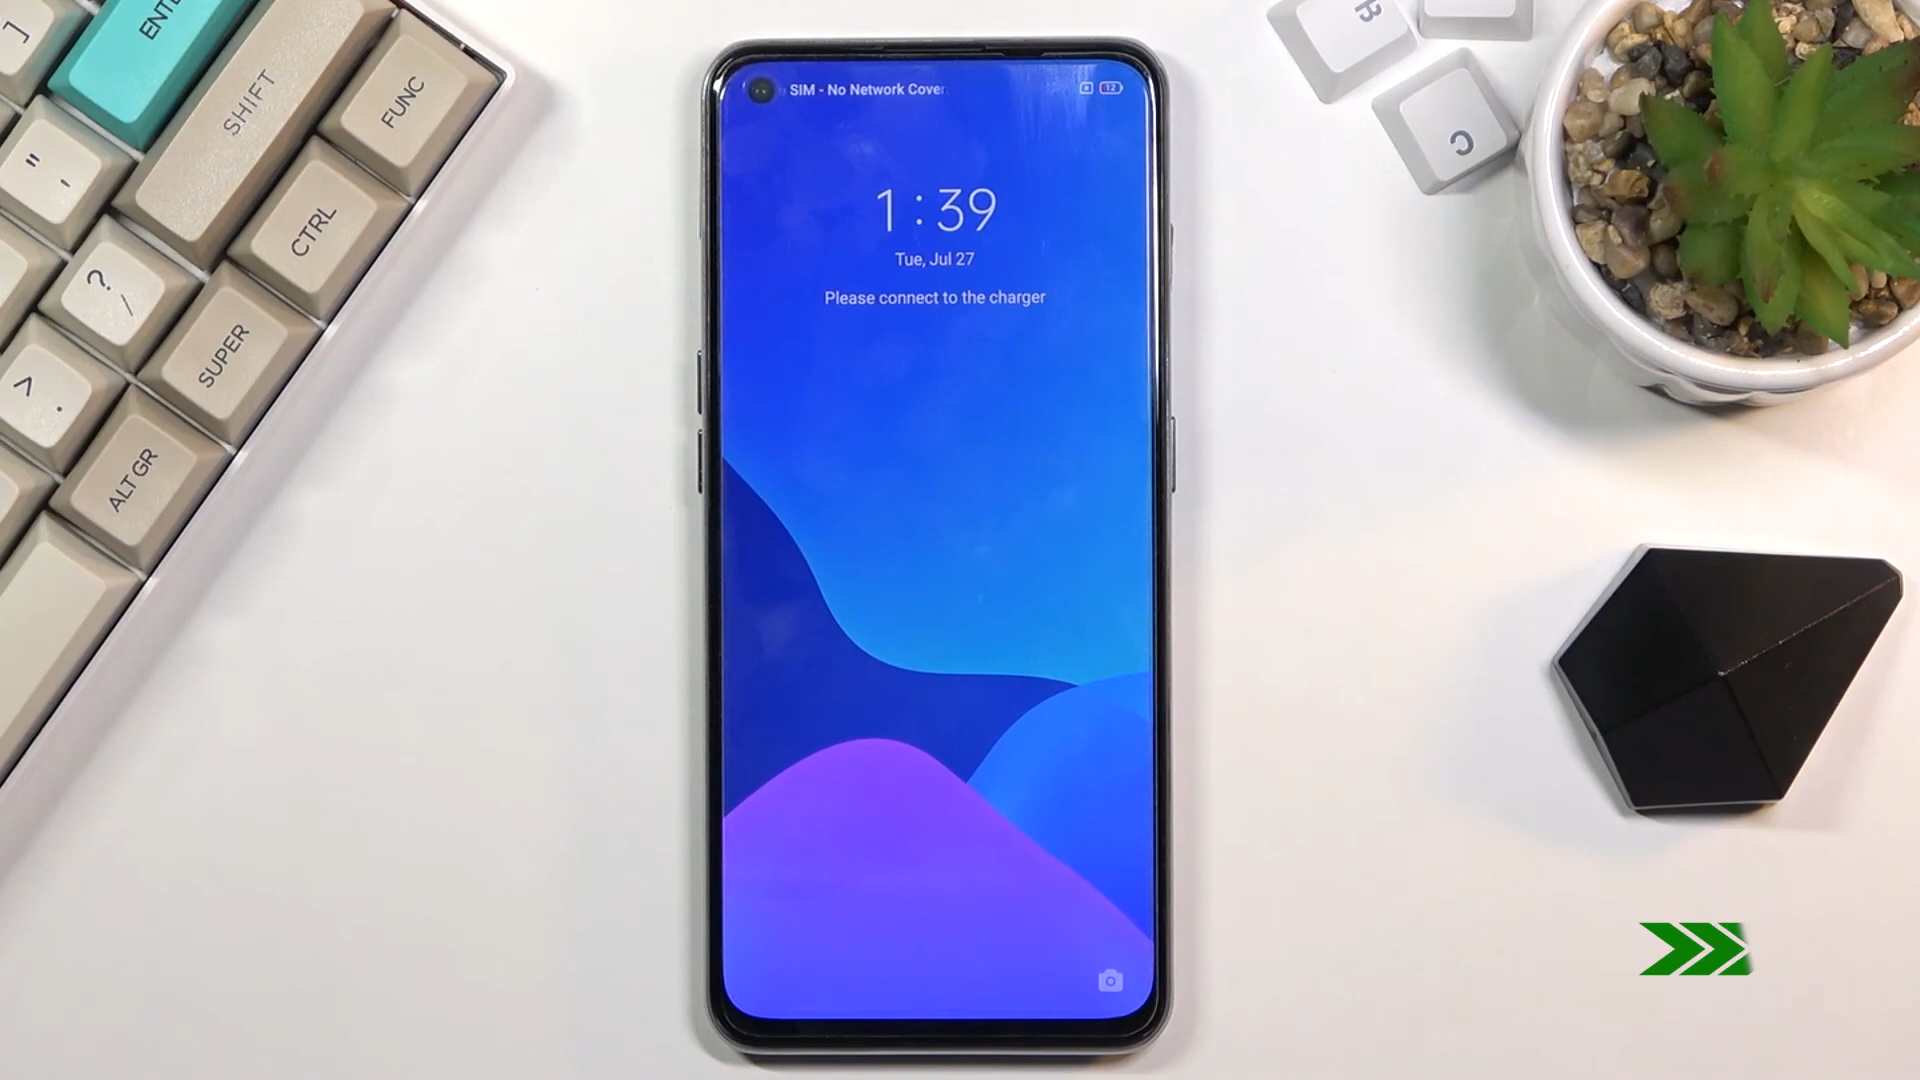 ]
ENTE
SHIFT
FUNC
" ,
CTRL
? /
SUPER
> .
ALT GR
SIM - No Network Cover
12
1:39
Tue, Jul 27
Please connect to the charger
B
C